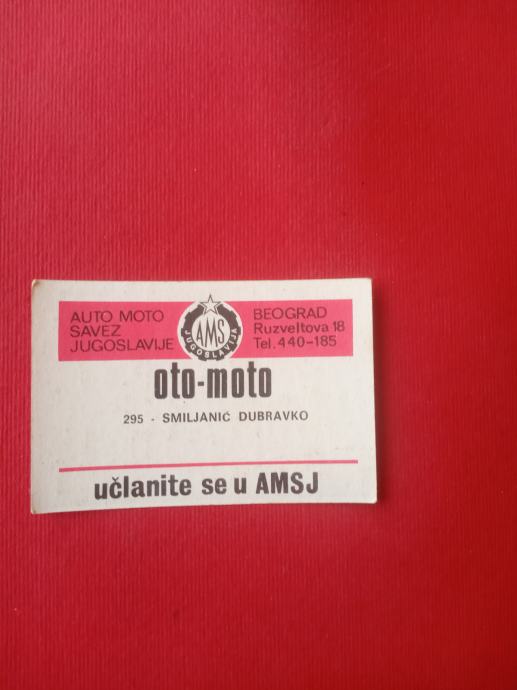 AUTO MOTO
SAVEZ
JUGOSLAVIJE
AMS
JUGOSLAVIJA
BEOGRAD
Ruzveltova 18
Tel. 440-185
oto-moto
295 - SMILJANIĆ DUBRAVKO
učlanite se u AMSJ